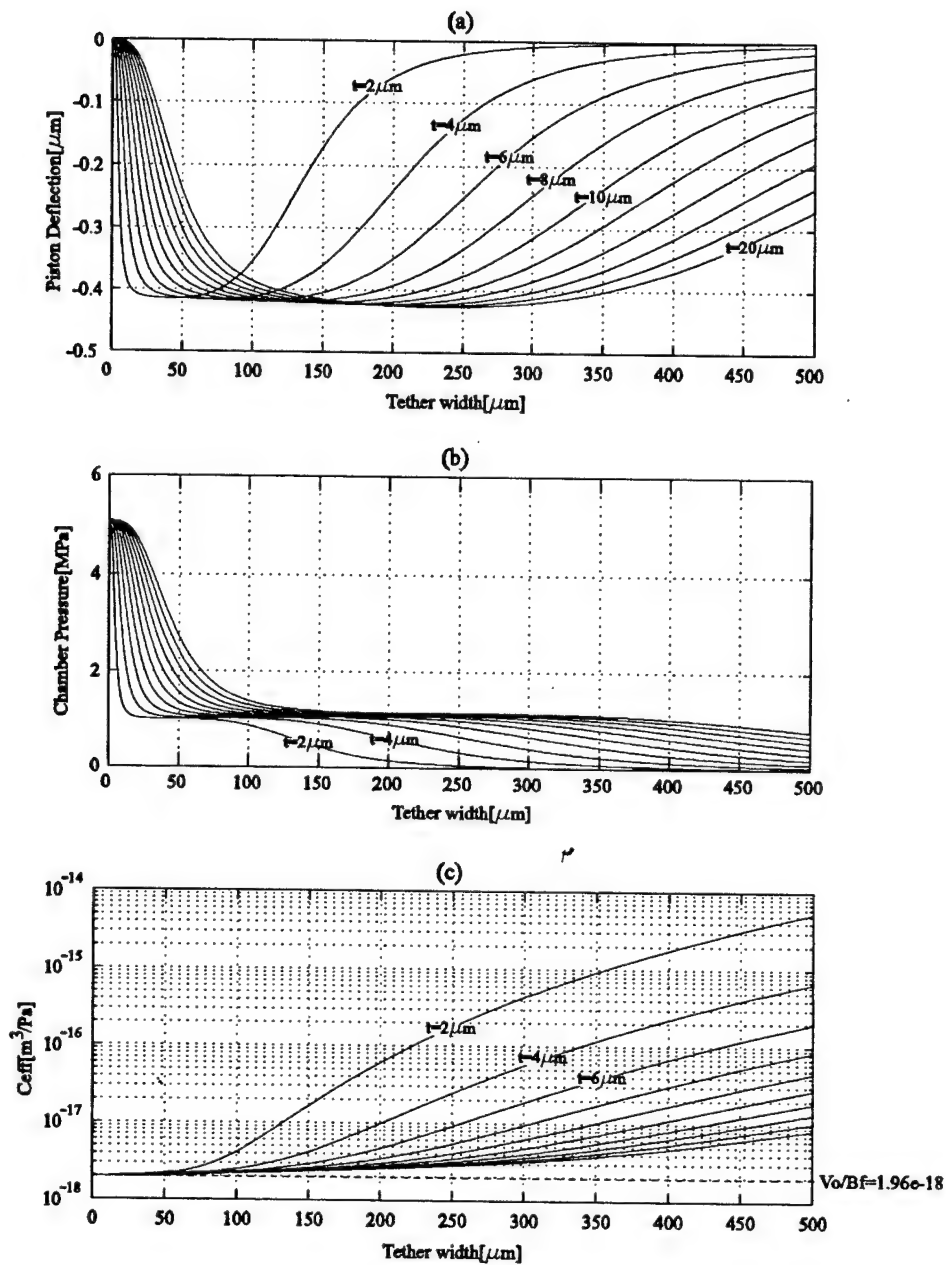 (a)
0
-0.1
-0.2
-0.3
-0.4
-0.5
Piston Deflection[μm]
t=2μm
t=4μm
t=6μm
t=8μm
t=10μm
t=20μm
0 50 100 150 200 250 300 350 400 450 500
Tether width[μm]
(b)
6
4
2
0
Chamber Pressure[MPa]
t=2μm
t=4μm
0 50 100 150 200 250 300 350 400 450 500
Tether width[μm]
(c)
10⁻¹⁴
10⁻¹⁵
10⁻¹⁶
10⁻¹⁷
10⁻¹⁸
Ceff[m³/Pa]
t=2μm
t=4μm
t=6μm
Vo/Bf=1.96e-18
0 50 100 150 200 250 300 350 400 450 500
Tether width[μm]